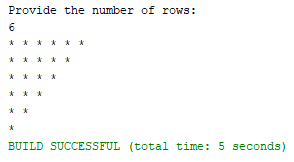 Provide the number of rows:
6
* * * * * *
* * * * *
* * * *
* * *
* *
*
BUILD SUCCESSFUL (total time: 5 seconds)